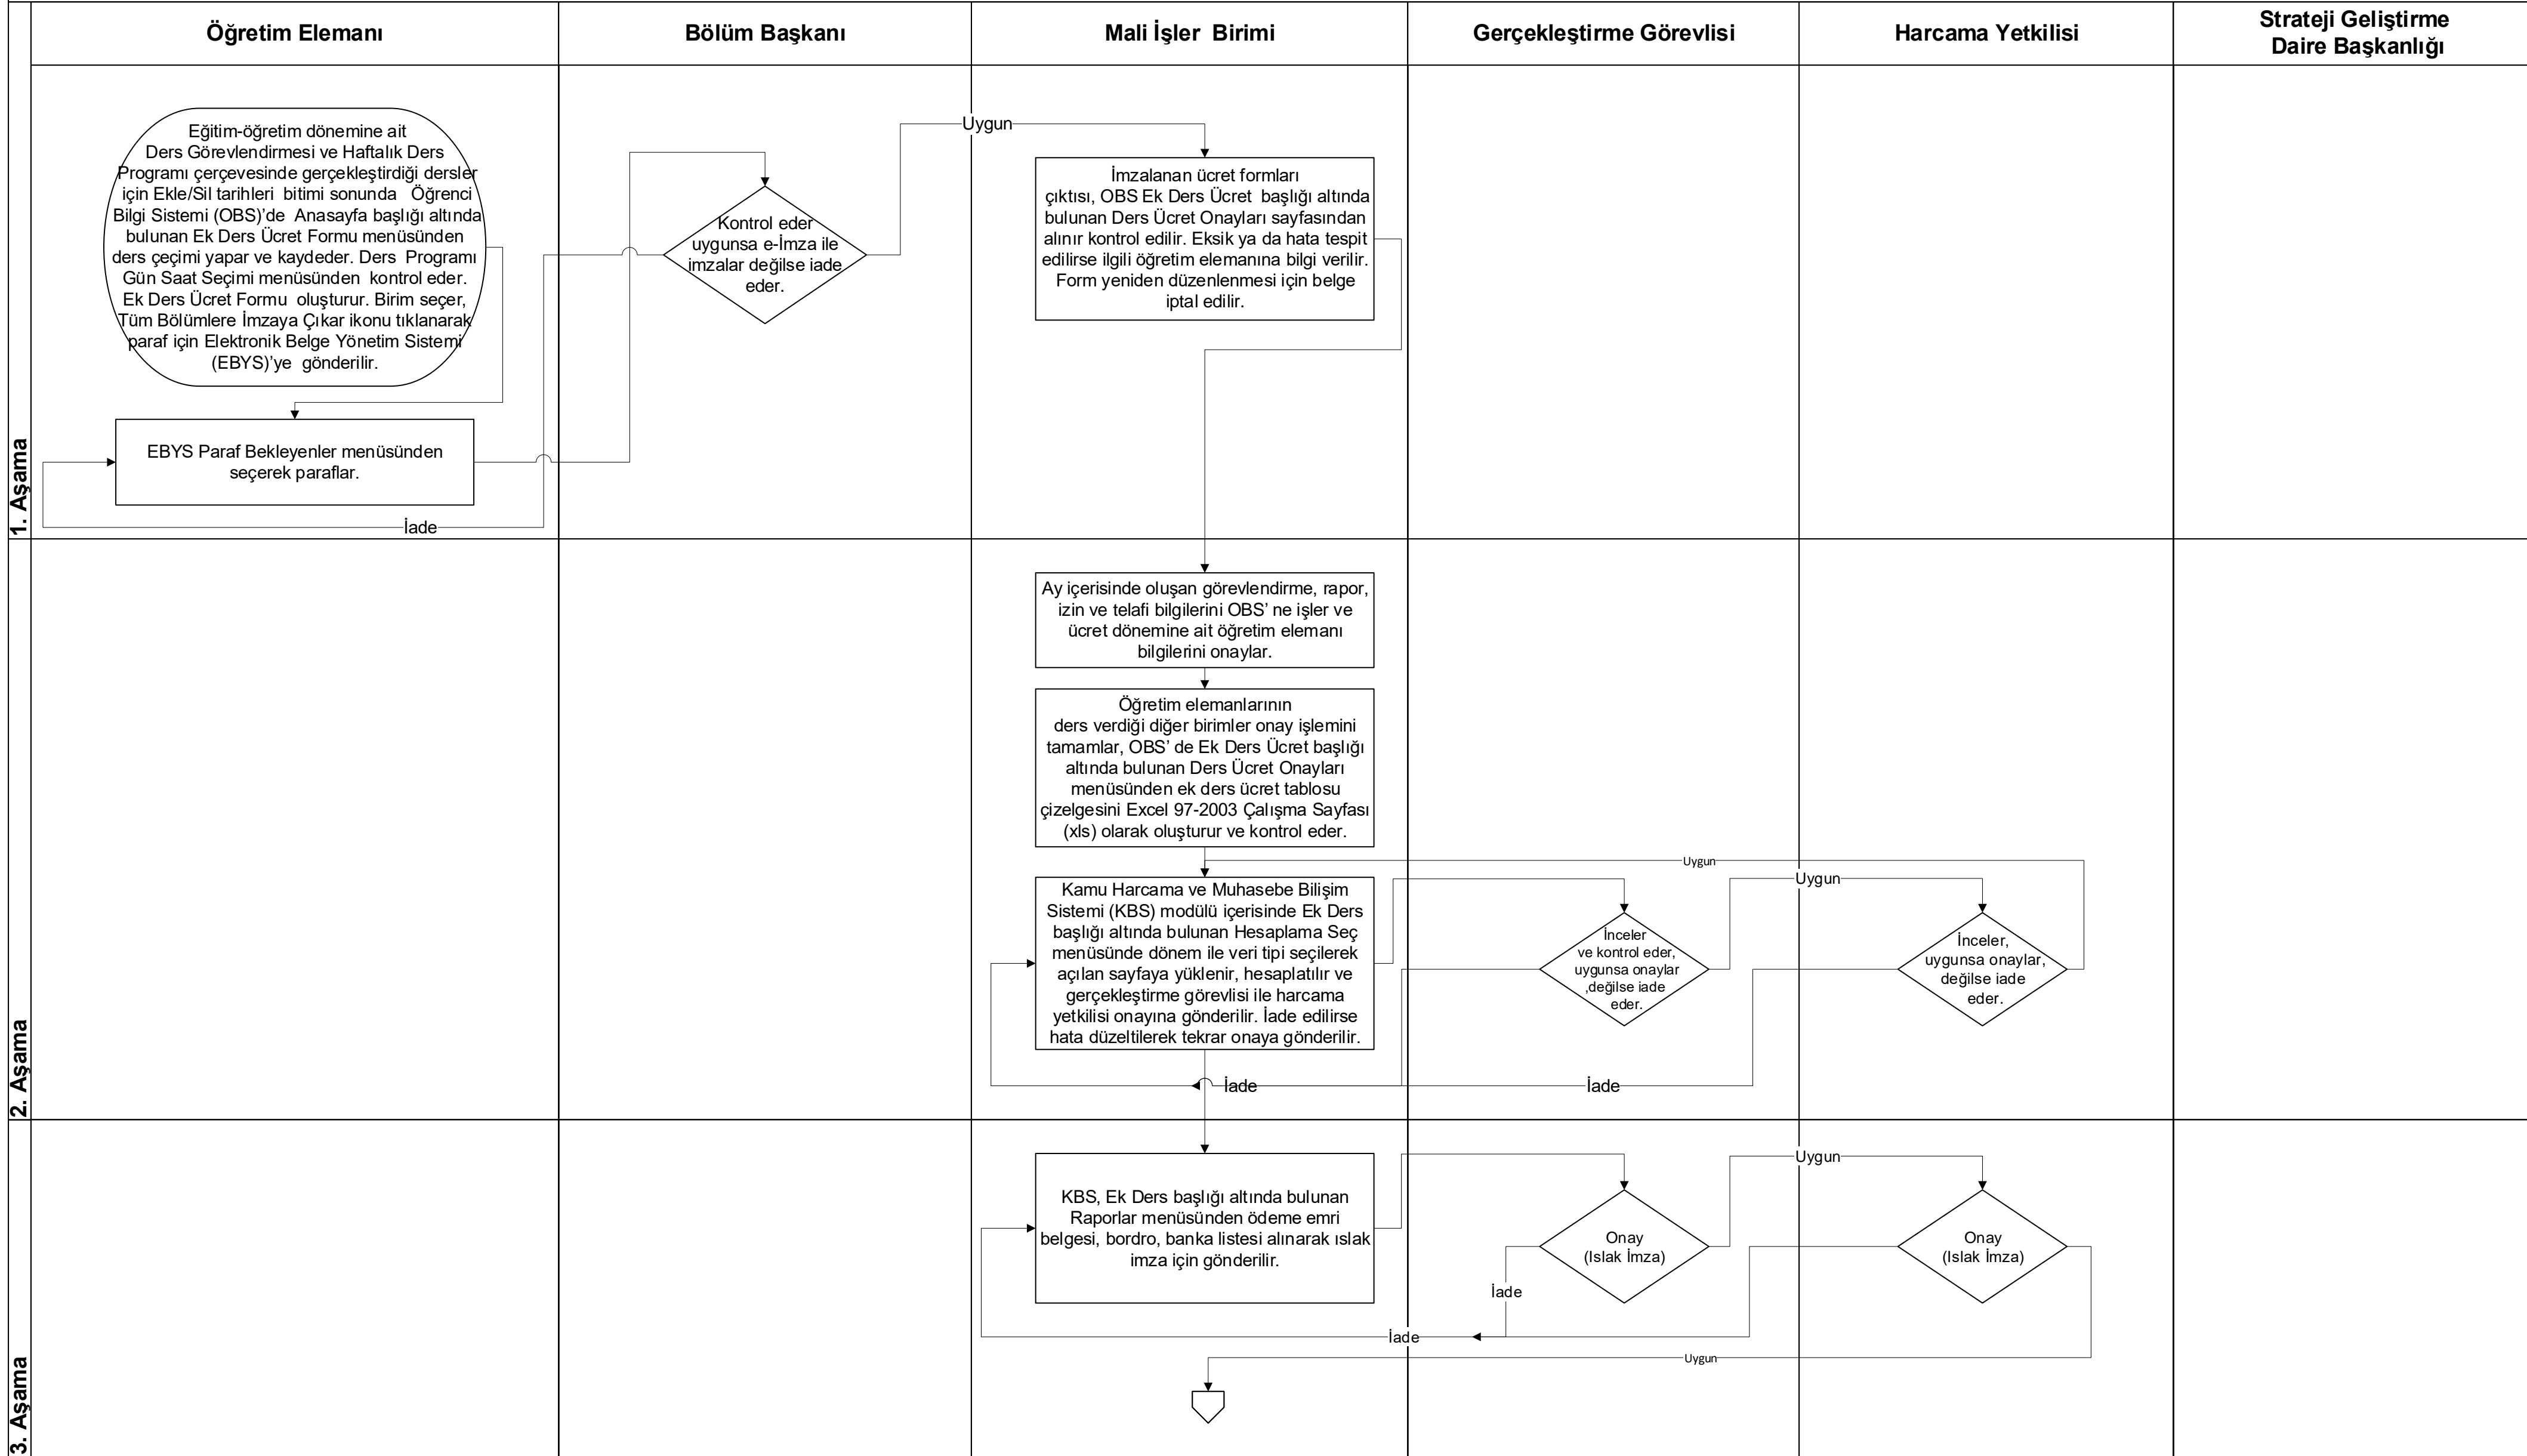 Öğretim Elemanı
Bölüm Başkanı
Mali İşler Birimi
Gerçekleştirme Görevlisi
Harcama Yetkilisi
Strateji Geliştirme
Daire Başkanlığı
1. Aşama
Eğitim-öğretim dönemine ait
Ders Görevlendirmesi ve Haftalık Ders
Programı çerçevesinde gerçekleştirdiği dersler
için Ekle/Sil tarihleri bitimi sonunda Öğrenci
Bilgi Sistemi (OBS)’de Anasayfa başlığı altında
bulunan Ek Ders Ücret Formu menüsünden
ders çeçimi yapar ve kaydeder. Ders Programı
Gün Saat Seçimi menüsünden kontrol eder.
Ek Ders Ücret Formu oluşturur. Birim seçer,
Tüm Bölümlere İmzaya Çıkar ikonu tıklanarak
paraf için Elektronik Belge Yönetim Sistemi
(EBYS)’ye gönderilir.
EBYS Paraf Bekleyenler menüsünden
seçerek paraflar.
İade
Kontrol eder
uygunsa e-İmza ile
imzalar değilse iade
eder.
Uygun
İmzalanan ücret formları
çıktısı, OBS Ek Ders Ücret başlığı altında
bulunan Ders Ücret Onayları sayfasından
alınır kontrol edilir. Eksik ya da hata tespit
edilirse ilgili öğretim elemanına bilgi verilir.
Form yeniden düzenlenmesi için belge
iptal edilir.
2. Aşama
Ay içerisinde oluşan görevlendirme, rapor,
izin ve telafi bilgilerini OBS’ ne işler ve
ücret dönemine ait öğretim elemanı
bilgilerini onaylar.
Öğretim elemanlarının
ders verdiği diğer birimler onay işlemini
tamamlar, OBS’ de Ek Ders Ücret başlığı
altında bulunan Ders Ücret Onayları
menüsünden ek ders ücret tablosu
çizelgesini Excel 97-2003 Çalışma Sayfası
(xls) olarak oluşturur ve kontrol eder.
Uygun
Kamu Harcama ve Muhasebe Bilişim
Sistemi (KBS) modülü içerisinde Ek Ders
başlığı altında bulunan Hesaplama Seç
menüsünde dönem ile veri tipi seçilerek
açılan sayfaya yüklenir, hesaplatılır ve
gerçekleştirme görevlisi ile harcama
yetkilisi onayına gönderilir. İade edilirse
hata düzeltilerek tekrar onaya gönderilir.
İnceler
ve kontrol eder,
uygunsa onaylar
,değilse iade
eder.
Uygun
İnceler,
uygunsa onaylar,
değilse iade
eder.
İade
İade
3. Aşama
KBS, Ek Ders başlığı altında bulunan
Raporlar menüsünden ödeme emri
belgesi, bordro, banka listesi alınarak ıslak
imza için gönderilir.
Onay
(Islak İmza)
Uygun
Onay
(Islak İmza)
İade
İade
Uygun